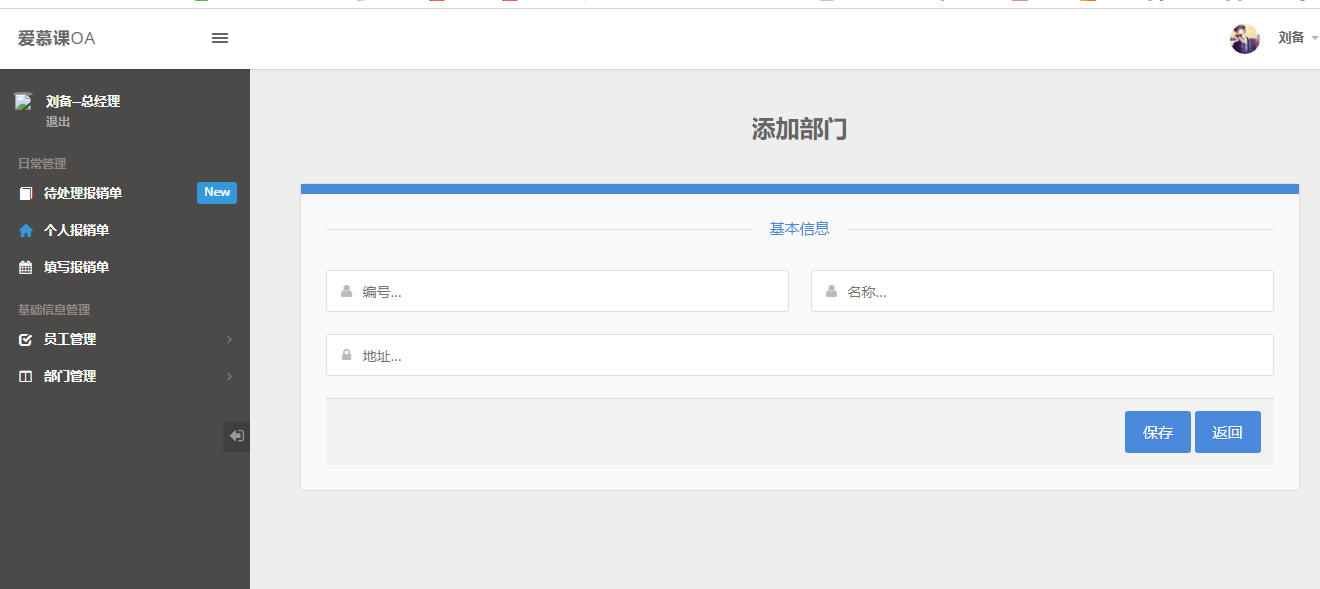 爱慕课OA
刘备
刘备--总经理
退出
日常管理
待处理报销单 New
个人报销单
填写报销单
基础信息管理
员工管理
部门管理
添加部门
基本信息
编号...
名称...
地址...
保存 返回